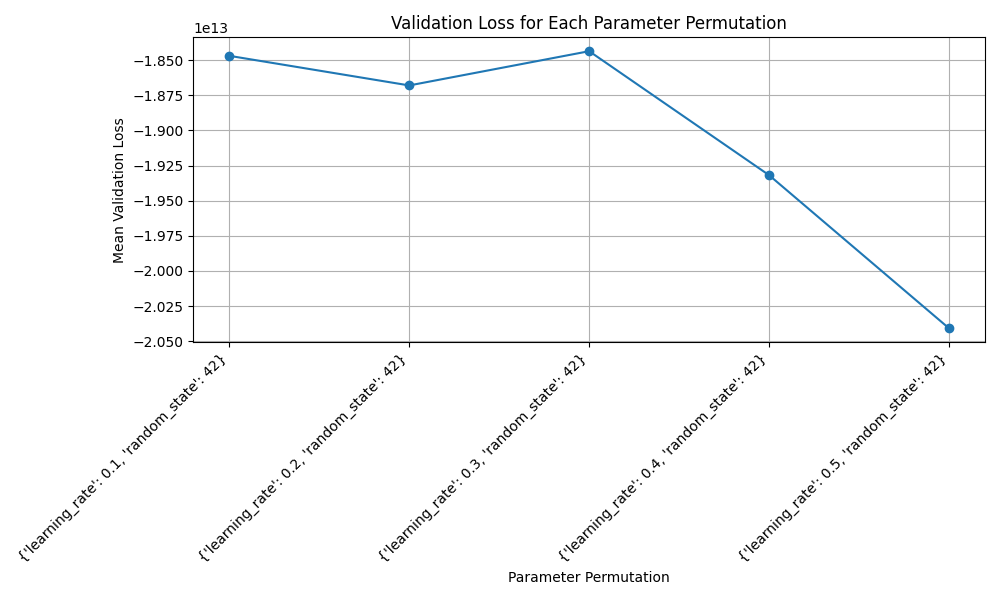 Validation Loss for Each Parameter Permutation
1e13
Mean Validation Loss
−1.850
−1.875
−1.900
−1.925
−1.950
−1.975
−2.000
−2.025
−2.050
{'learning_rate': 0.1, 'random_state': 42}
{'learning_rate': 0.2, 'random_state': 42}
{'learning_rate': 0.3, 'random_state': 42}
{'learning_rate': 0.4, 'random_state': 42}
{'learning_rate': 0.5, 'random_state': 42}
Parameter Permutation